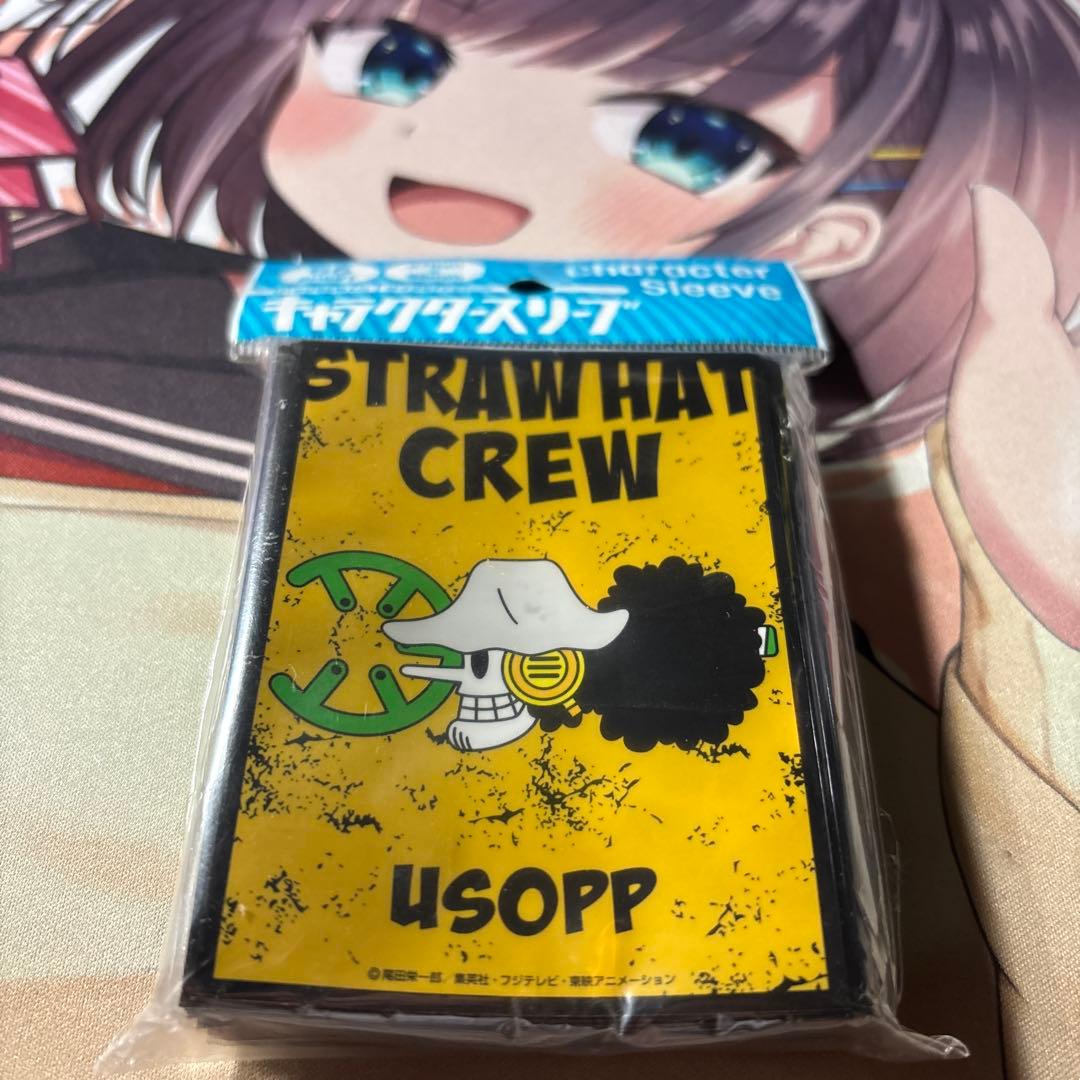 Character
Sleeve
キャラクタースリーブ
STRAW HAT
CREW
USOPP
©尾田栄一郎／集英社・フジテレビ・東映アニメーション